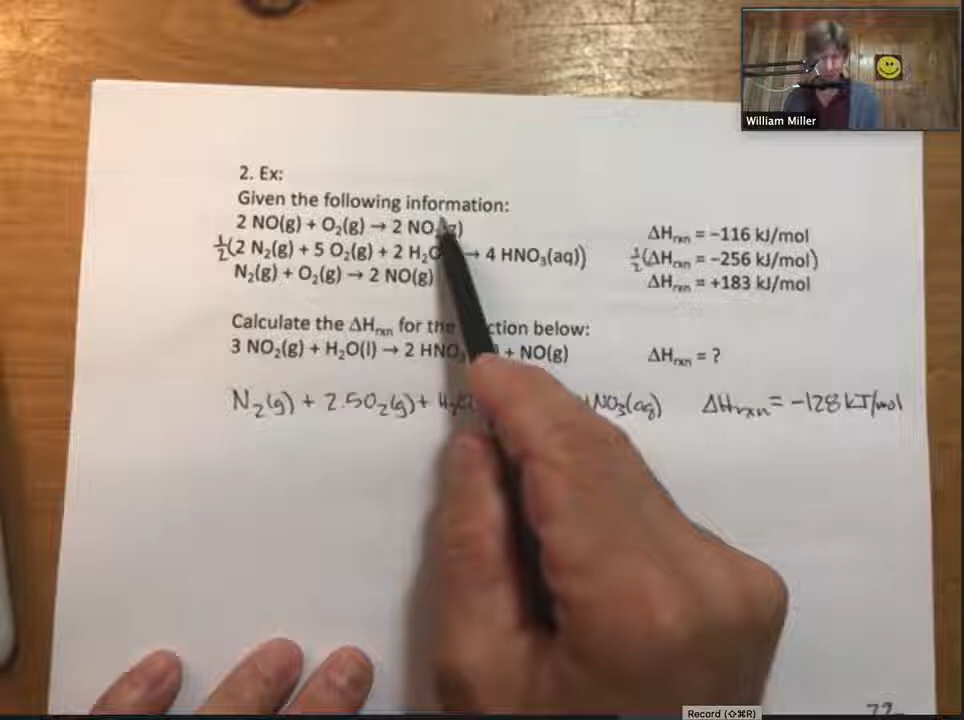 William Miller
2. Ex:
Given the following information:
2 NO(g) + O₂(g) → 2 NO₂(g)    ΔHᵣₓₙ = −116 kJ/mol
½(2 N₂(g) + 5 O₂(g) + 2 H₂O → 4 HNO₃(aq))    ½(ΔHᵣₓₙ = −256 kJ/mol)
N₂(g) + O₂(g) → 2 NO(g)    ΔHᵣₓₙ = +183 kJ/mol
Calculate the ΔHᵣₓₙ for the ction below:
3 NO₂(g) + H₂O(l) → 2 HNO₃ + NO(g)    ΔHᵣₓₙ = ?
N₂(g) + 2.5O₂(g) + H₂O NO₃(aq)    ΔHᵣₓₙ = −128 kJ/mol
Record (⇧⌘R)